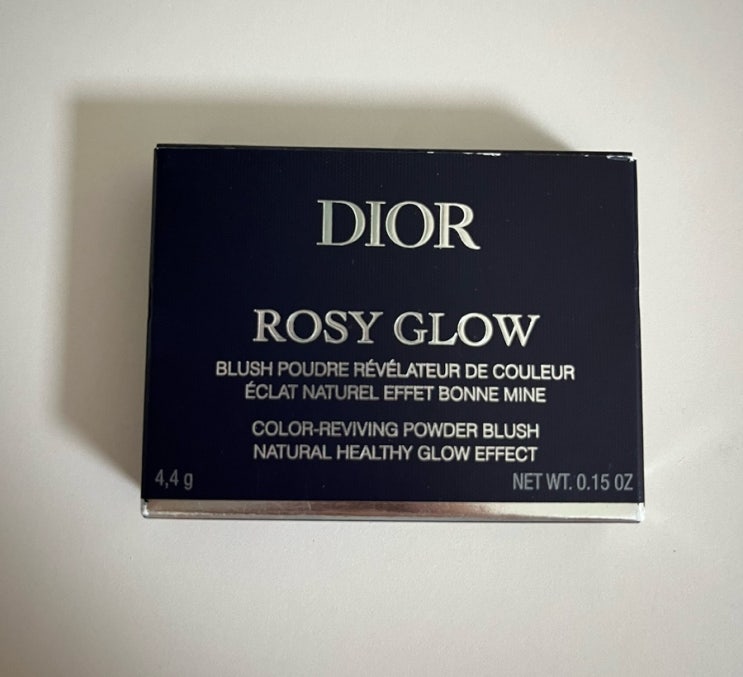 DIOR
ROSY GLOW
BLUSH POUDRE RÉVÉLATEUR DE COULEUR
ÉCLAT NATUREL EFFET BONNE MINE
COLOR-REVIVING POWDER BLUSH
NATURAL HEALTHY GLOW EFFECT
4,4 g NET WT. 0.15 OZ